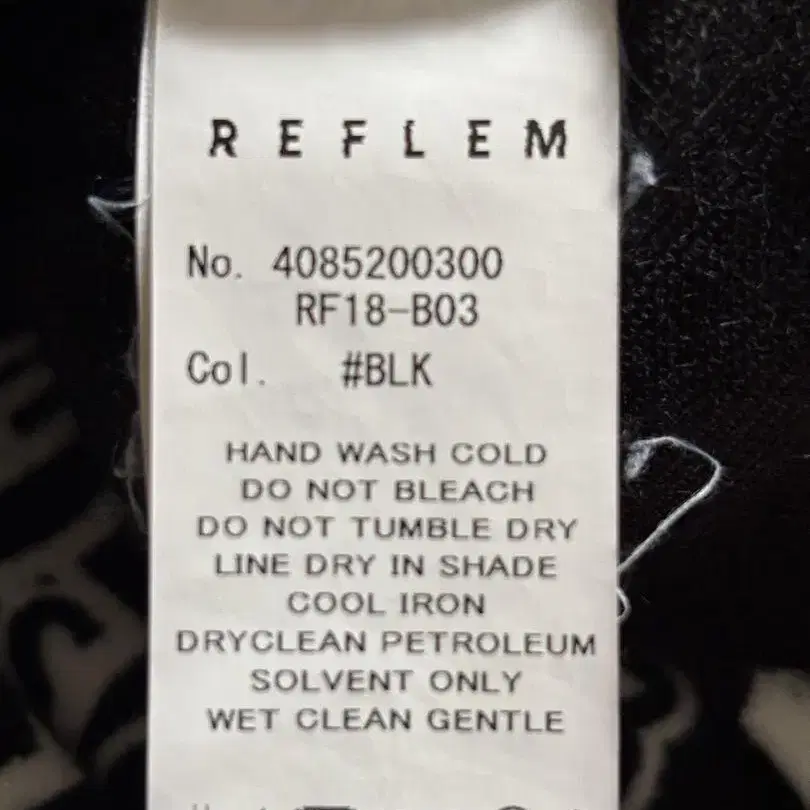 REFLEM
No. 4085200300
RF18-B03
Col. #BLK
HAND WASH COLD
DO NOT BLEACH
DO NOT TUMBLE DRY
LINE DRY IN SHADE
COOL IRON
DRYCLEAN PETROLEUM
SOLVENT ONLY
WET CLEAN GENTLE